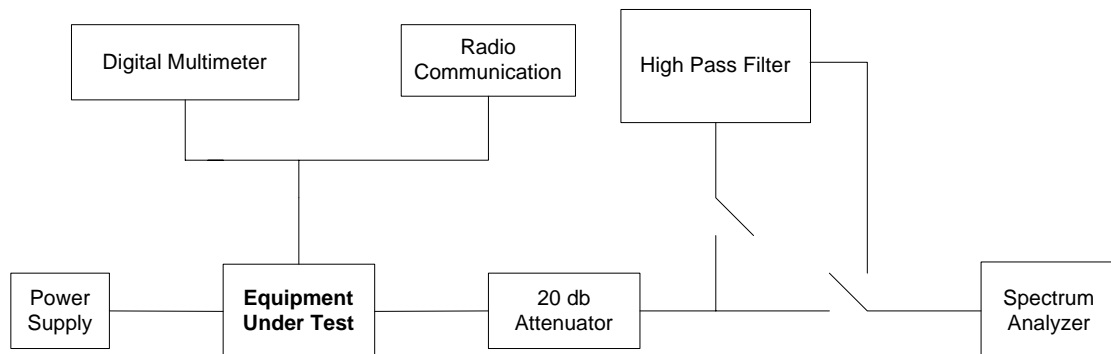 Digital Multimeter
Radio
Communication
High Pass Filter
Power
Supply
Equipment
Under Test
20 db
Attenuator
Spectrum
Analyzer